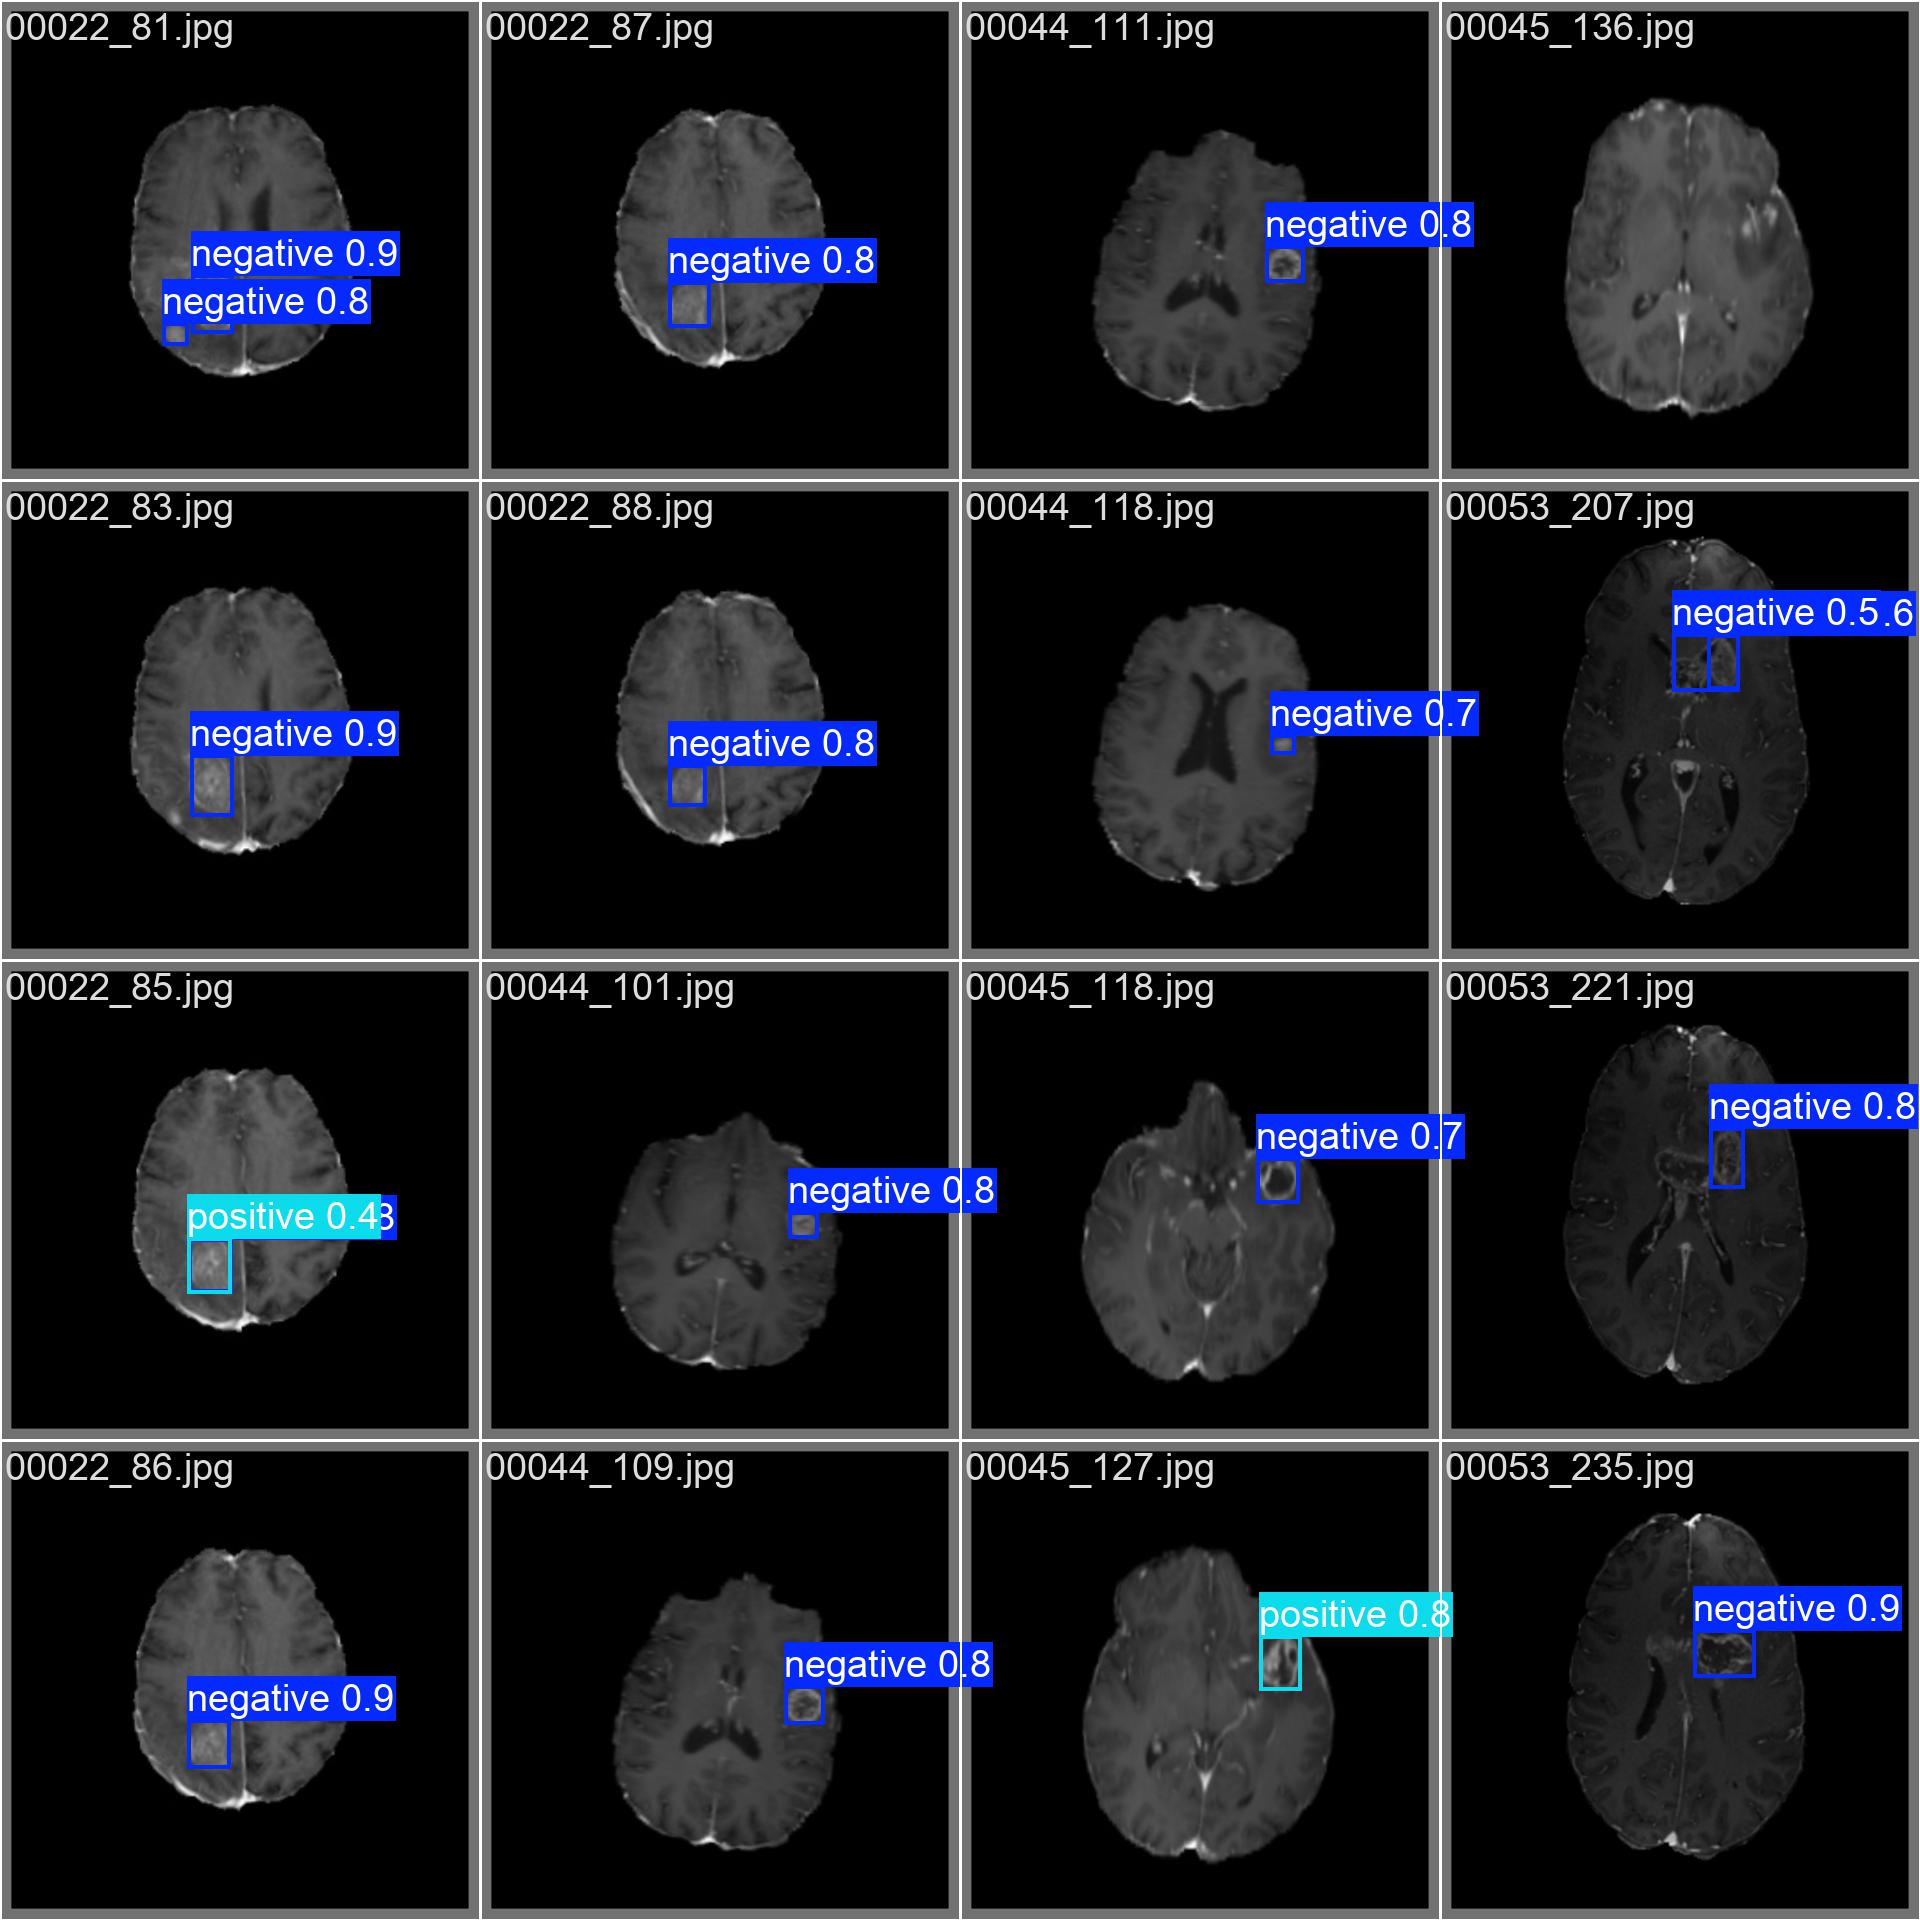 00022_81.jpg
negative 0.9
negative 0.8
00022_87.jpg
negative 0.8
00044_111.jpg
negative 0.8
00045_136.jpg
00022_83.jpg
negative 0.9
00022_88.jpg
negative 0.8
00044_118.jpg
negative 0.7
00053_207.jpg
negative 0.5.6
00022_85.jpg
positive 0.43
00044_101.jpg
negative 0.8
00045_118.jpg
negative 0.7
00053_221.jpg
negative 0.8
00022_86.jpg
negative 0.9
00044_109.jpg
negative 0.8
00045_127.jpg
positive 0.8
00053_235.jpg
negative 0.9